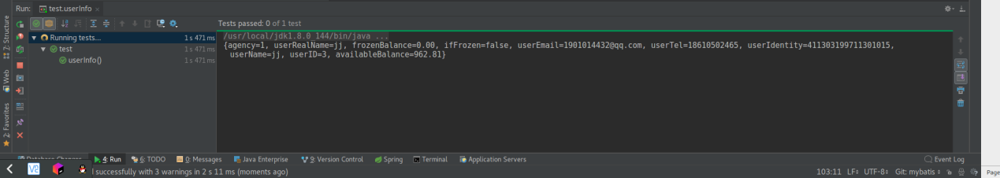 Run: test.userInfo ×
Tests passed: 0 of 1 test
Running tests... 1 s 471 ms
test 1 s 471 ms
userInfo() 1 s 471 ms
/usr/local/jdk1.8.0_144/bin/java ...
{agency=1, userRealName=jj, frozenBalance=0.00, ifFrozen=false, userEmail=1901014432@qq.com, userTel=18610502465, userIdentity=411303199711301015,
userName=jj, userID=3, availableBalance=962.81}
7: Structure
Web
2: Favorites
Database Changes 4: Run 6: TODO 0: Messages Java Enterprise 9: Version Control Spring Terminal Application Servers Event Log
V2
successfully with 3 warnings in 2 s 11 ms (moments ago) 103:11 LF÷ UTF-8÷ Git: mybatis÷
Page